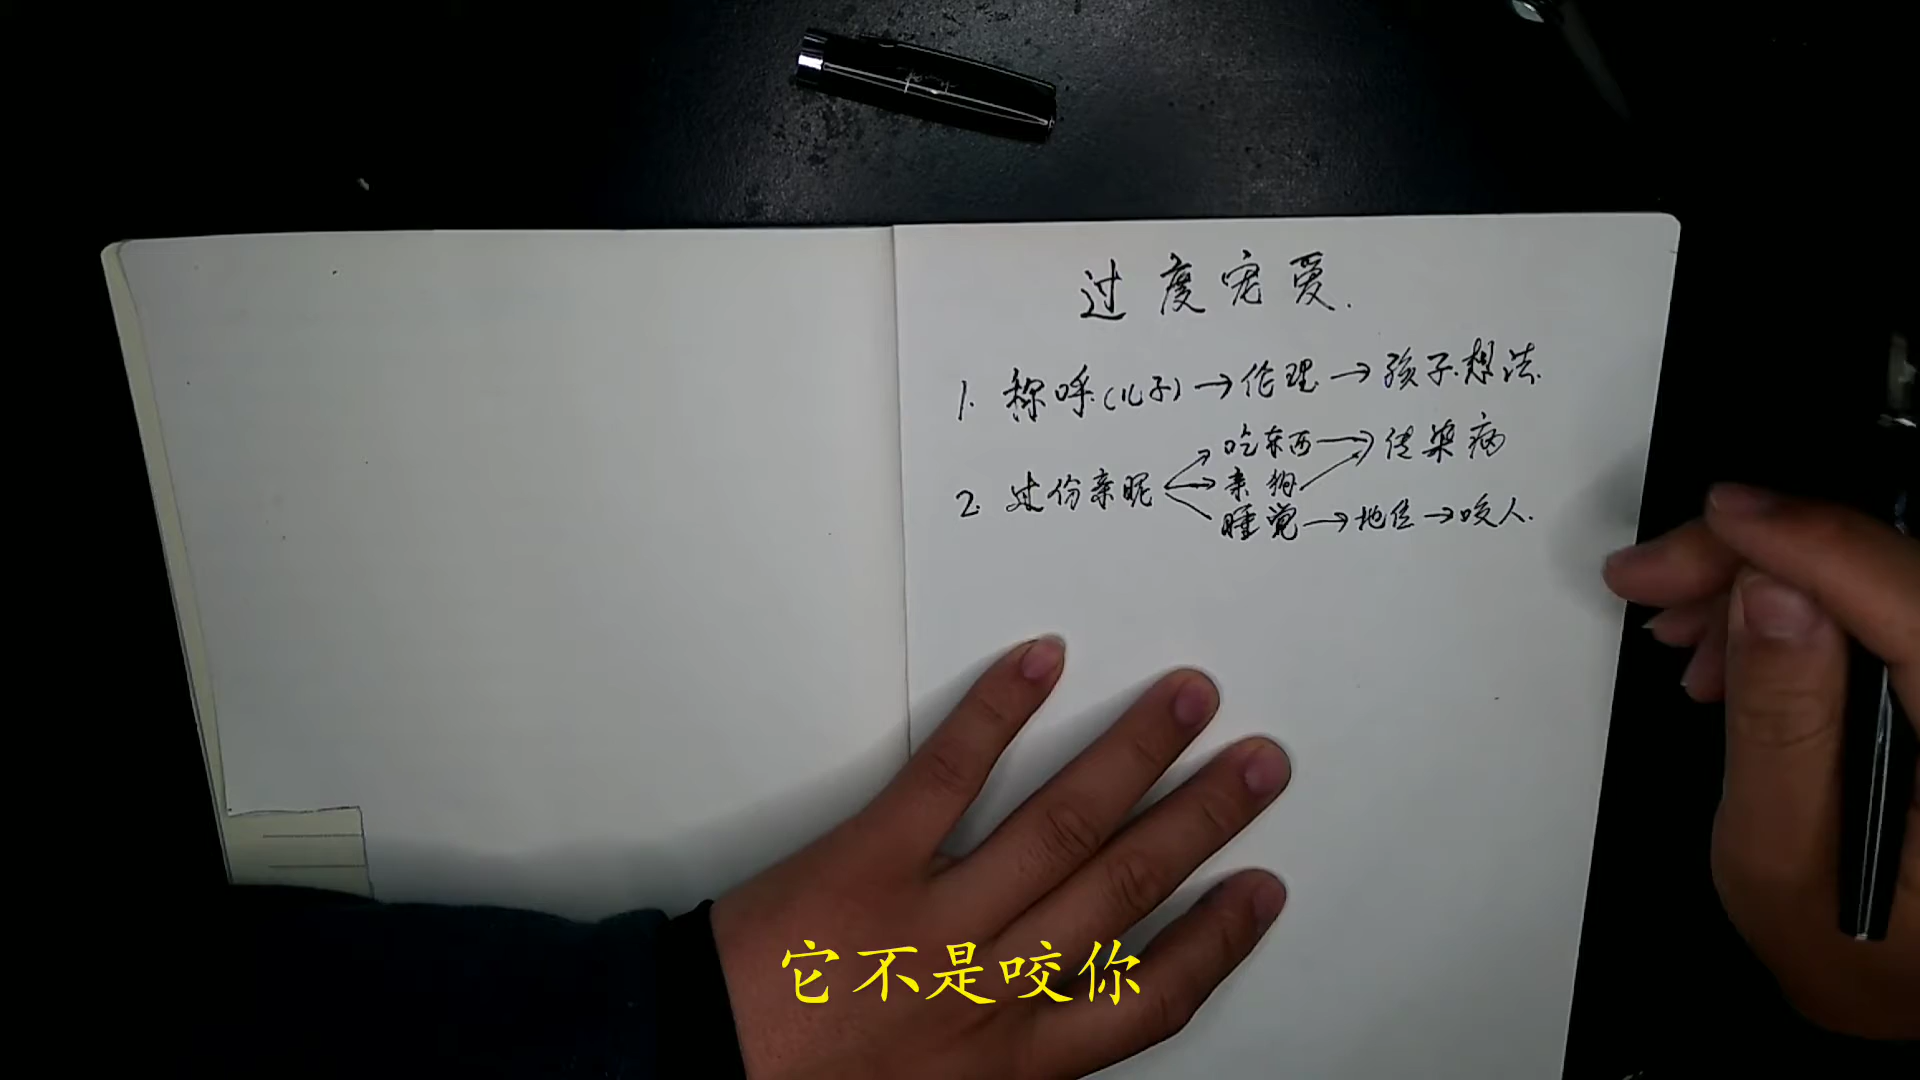 过度宠爱.
1. 称呼(儿子)→伦理→孩子想法.
吃东西→传染病
2. 过份亲昵
亲狗
睡觉→地位→咬人.
它不是咬你